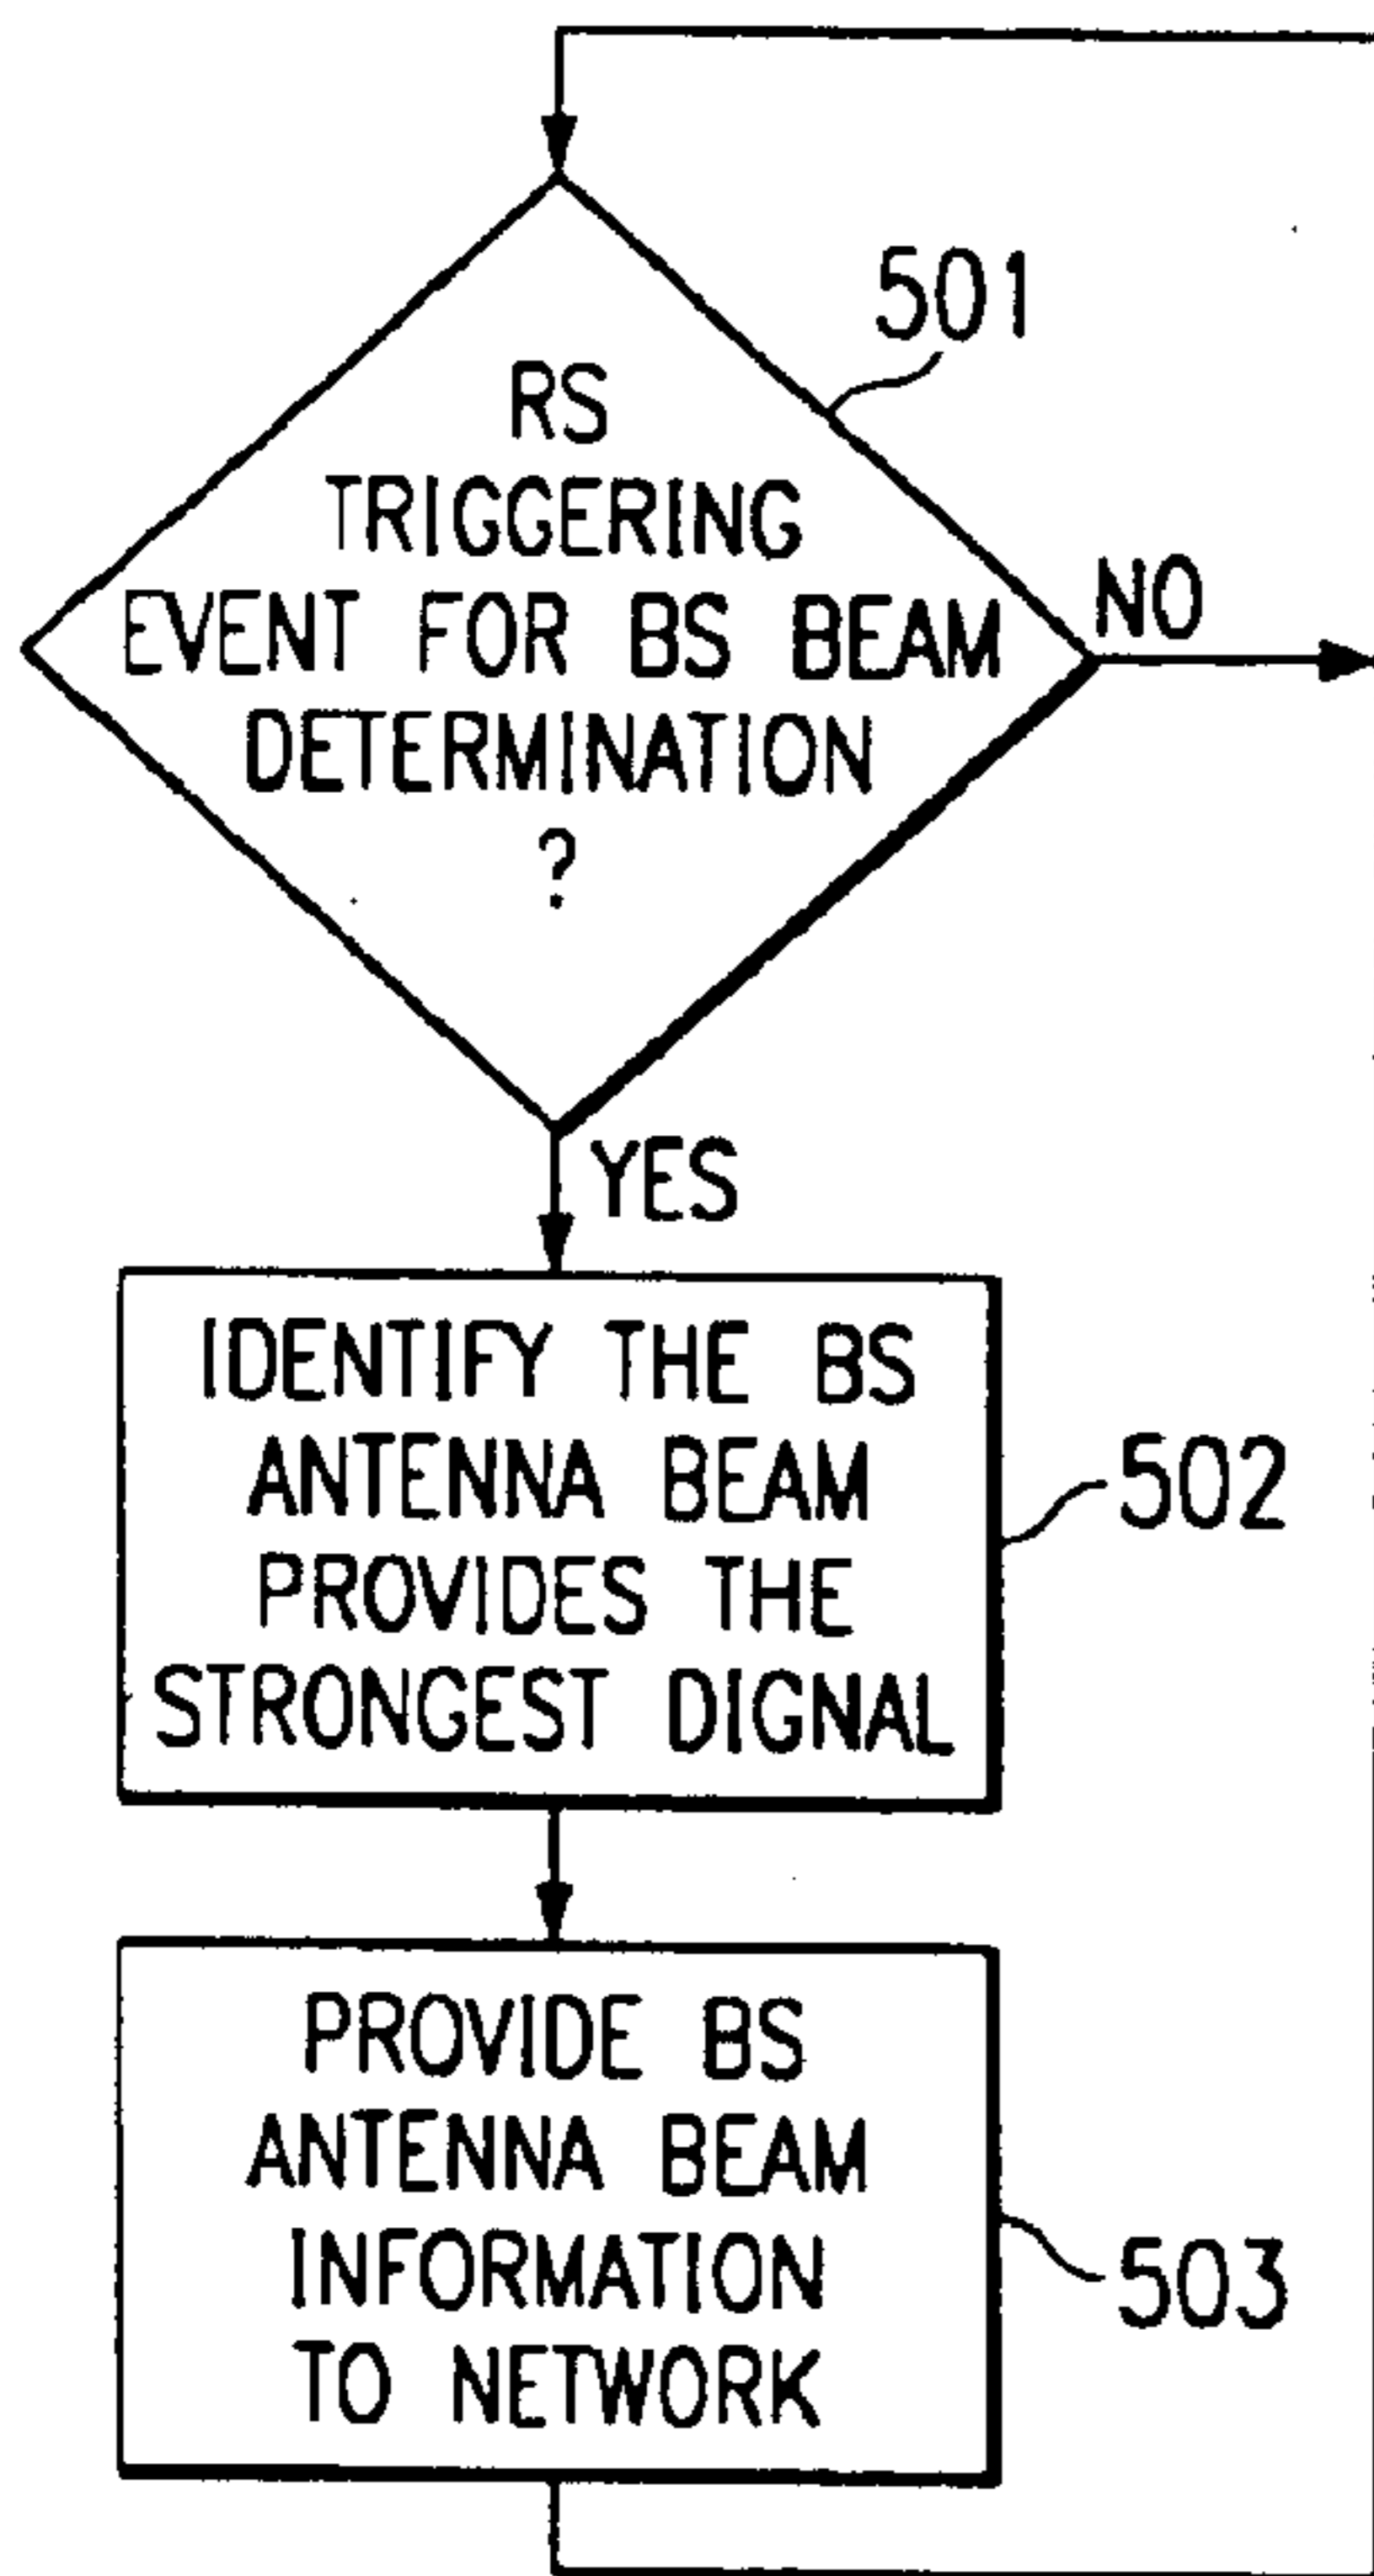 501
RS
TRIGGERING
EVENT FOR BS BEAM
DETERMINATION
?
NO
YES
IDENTIFY THE BS
ANTENNA BEAM
PROVIDES THE
STRONGEST DIGNAL
502
PROVIDE BS
ANTENNA BEAM
INFORMATION
TO NETWORK
503